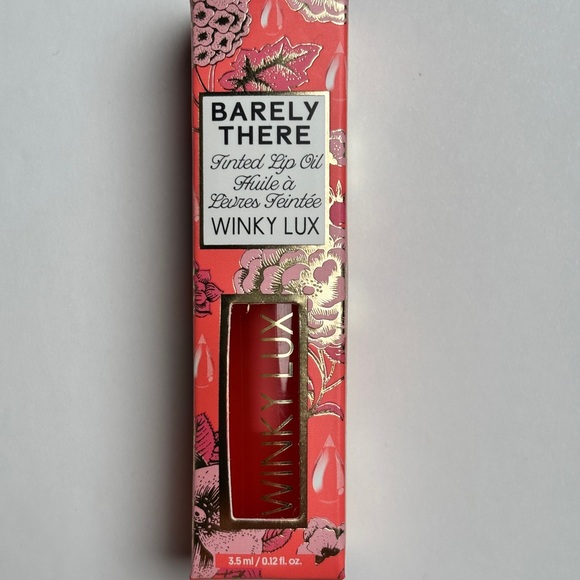 BARELY
THERE
Tinted Lip Oil
Huile à
Lèvres Teintée
WINKY LUX
WINKY LUX
3.5 ml / 0.12 fl. oz.